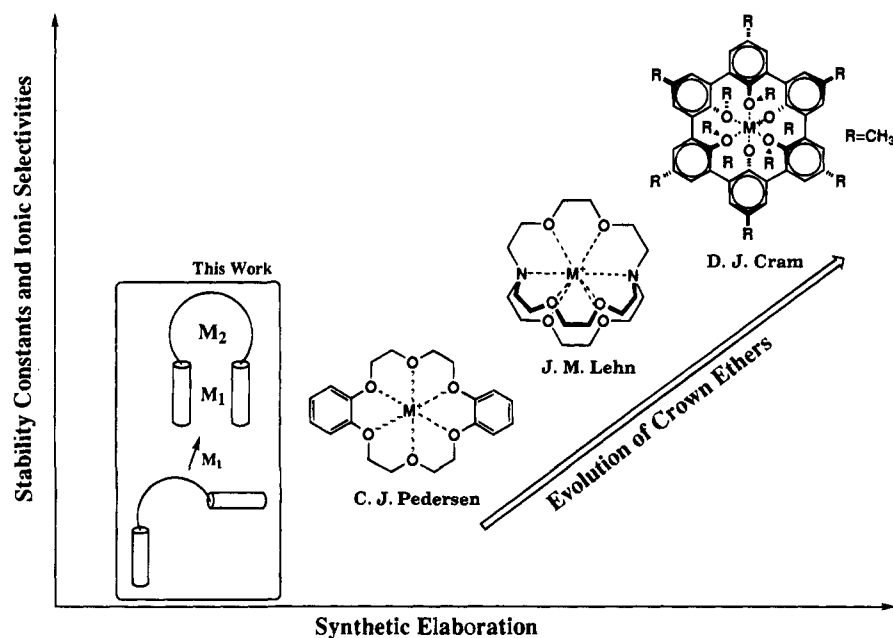 Stability Constants and Ionic Selectivities
R
R R
R O R
R O O R
M+
R=CH₃
R O O R
R O R
R R
R
D. J. Cram
O O
N M+ N
O O
O O
J. M. Lehn
This Work
M₂
M₁
M₁
O
O O
M+
O O
O
C. J. Pedersen
Evolution of Crown Ethers
Synthetic Elaboration